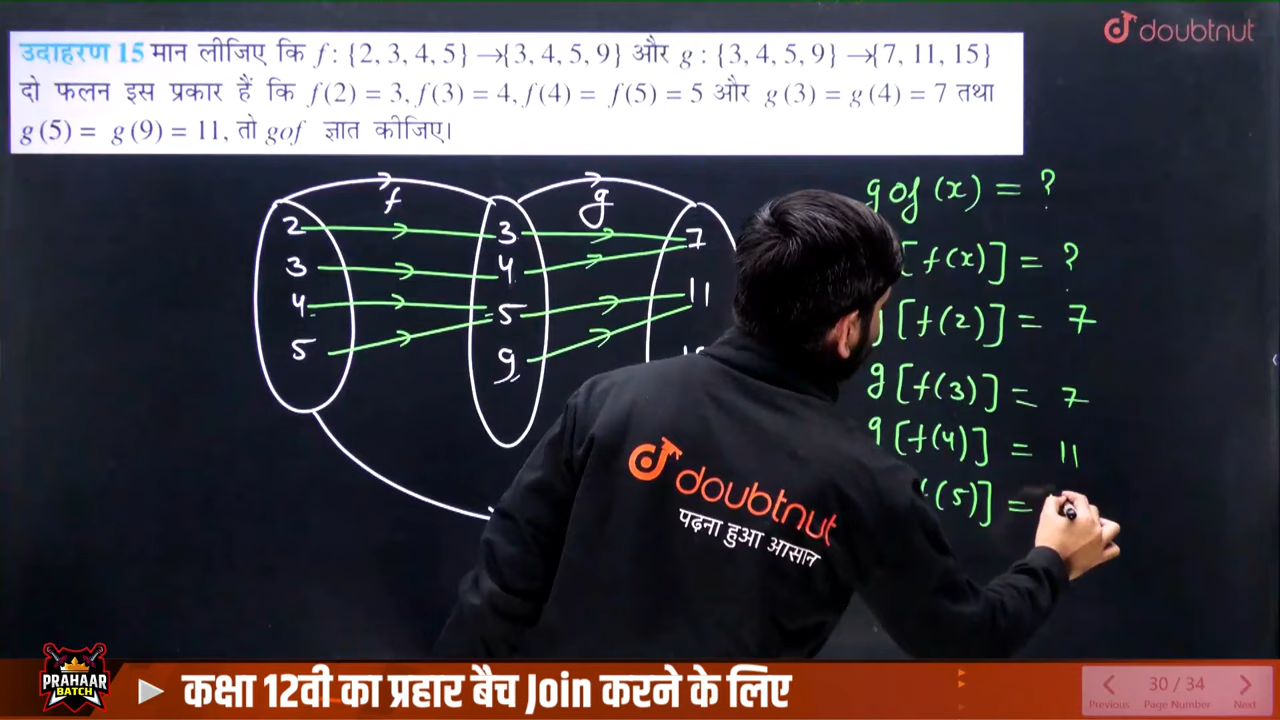 doubtnut
उदाहरण 15 मान लीजिए कि f : {2, 3, 4, 5} → {3, 4, 5, 9} और g : {3, 4, 5, 9} → {7, 11, 15}
दो फलन इस प्रकार हैं कि f(2) = 3, f(3) = 4, f(4) = f(5) = 5 और g(3) = g(4) = 7 तथा
g(5) = g(9) = 11, तो gof ज्ञात कीजिए।
f
g
2
3
4
5
3
4
5
9
7
11
gof(x) = ?
[f(x)] = ?
[f(2)] = 7
g[f(3)] = 7
g[f(4)] = 11
(5)] =
doubtnut
पढ़ना हुआ आसान
PRAHAAR
BATCH
कक्षा 12वी का प्रहार बैच Join करने के लिए
30 / 34
Previous Page Number Next